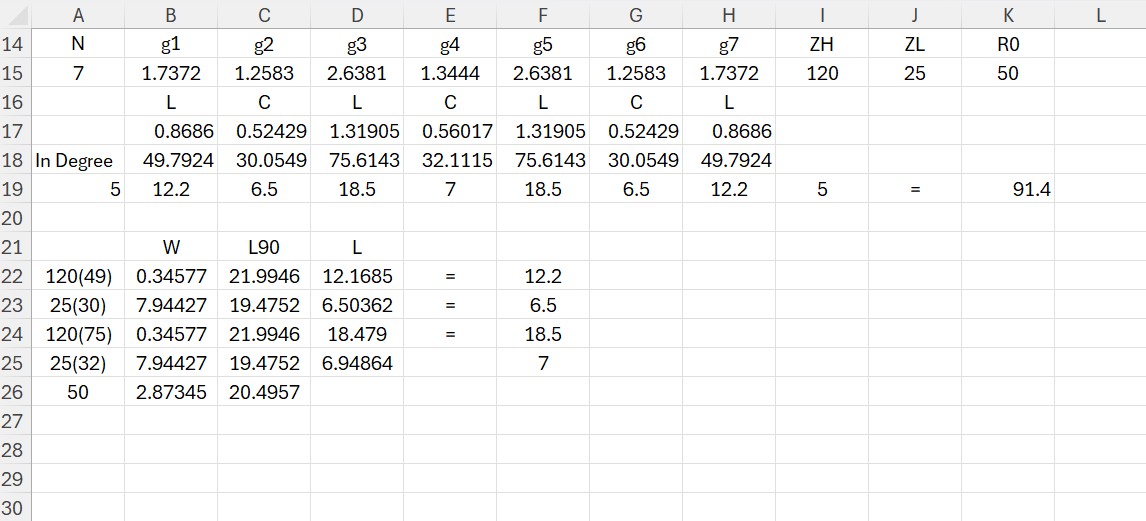 A B C D E F G H I J K L
14 N g1 g2 g3 g4 g5 g6 g7 ZH ZL R0
15 7 1.7372 1.2583 2.6381 1.3444 2.6381 1.2583 1.7372 120 25 50
16 L C L C L C L
17 0.8686 0.52429 1.31905 0.56017 1.31905 0.52429 0.8686
18 In Degree 49.7924 30.0549 75.6143 32.1115 75.6143 30.0549 49.7924
19 5 12.2 6.5 18.5 7 18.5 6.5 12.2 5 = 91.4
20
21 W L90 L
22 120(49) 0.34577 21.9946 12.1685 = 12.2
23 25(30) 7.94427 19.4752 6.50362 = 6.5
24 120(75) 0.34577 21.9946 18.479 = 18.5
25 25(32) 7.94427 19.4752 6.94864 7
26 50 2.87345 20.4957
27
28
29
30